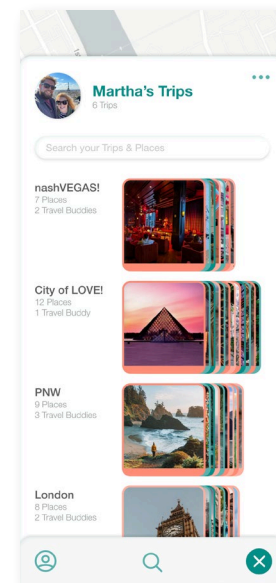 Martha's Trips
6 Trips
Search your Trips & Places
nashVEGAS!
7 Places
2 Travel Buddies
City of LOVE!
12 Places
1 Travel Buddy
PNW
9 Places
3 Travel Buddies
London
8 Places
2 Travel Buddies